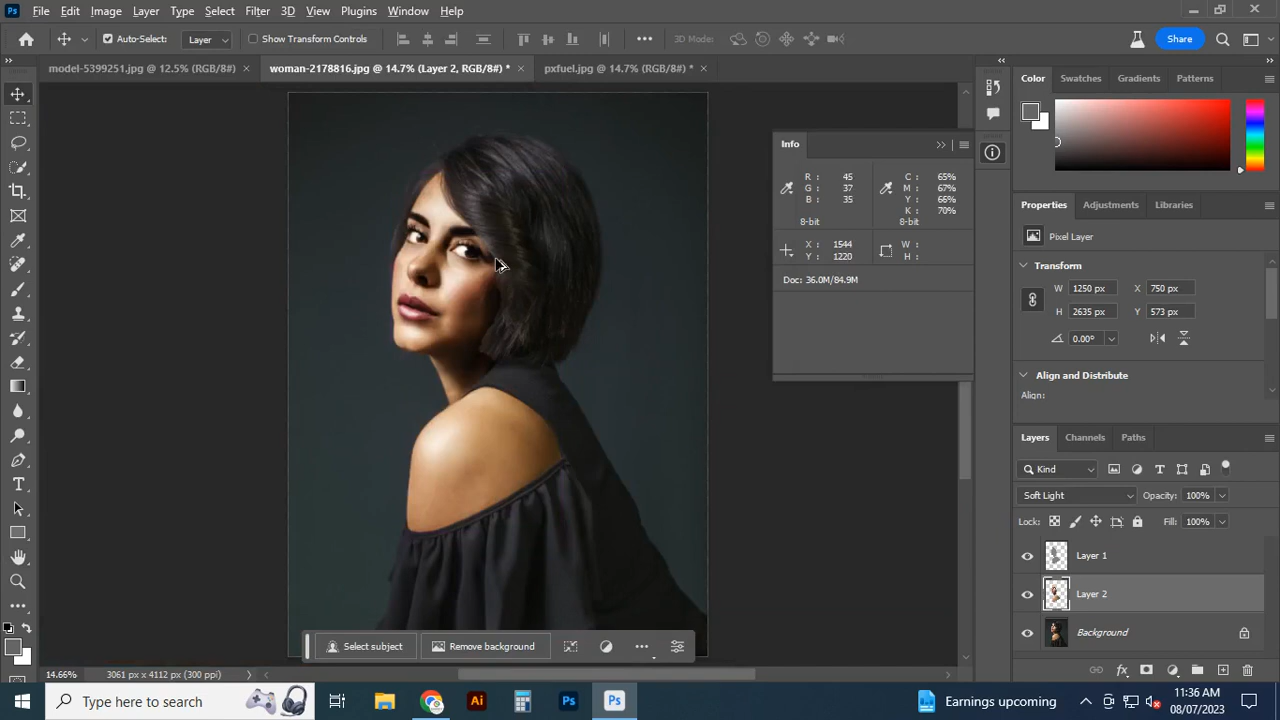 Ps File Edit Image Layer Type Select Filter 3D View Plugins Window Help
Auto-Select: Layer Show Transform Controls 3D Mode: Share
model-5399251.jpg @ 12.5% (RGB/8#) × woman-2178816.jpg @ 14.7% (Layer 2, RGB/8#) * × pxfuel.jpg @ 14.7% (RGB/8#) * ×
Color Swatches Gradients Patterns
Info
R : 45 C : 65%
G : 37 M : 67%
B : 35 Y : 66%
K : 70%
8-bit 8-bit
X : 1544 W :
Y : 1220 H :
Doc: 36.0M/84.9M
Properties Adjustments Libraries
Pixel Layer
Transform
W 1250 px X 750 px
H 2635 px Y 573 px
0.00°
Align and Distribute
Align:
Layers Channels Paths
Kind
Soft Light Opacity: 100%
Lock: Fill: 100%
Layer 1
Layer 2
Background
Select subject Remove background
14.66% 3061 px x 4112 px (300 ppi)
Type here to search Ai Ps Ps Earnings upcoming 11:36 AM
08/07/2023